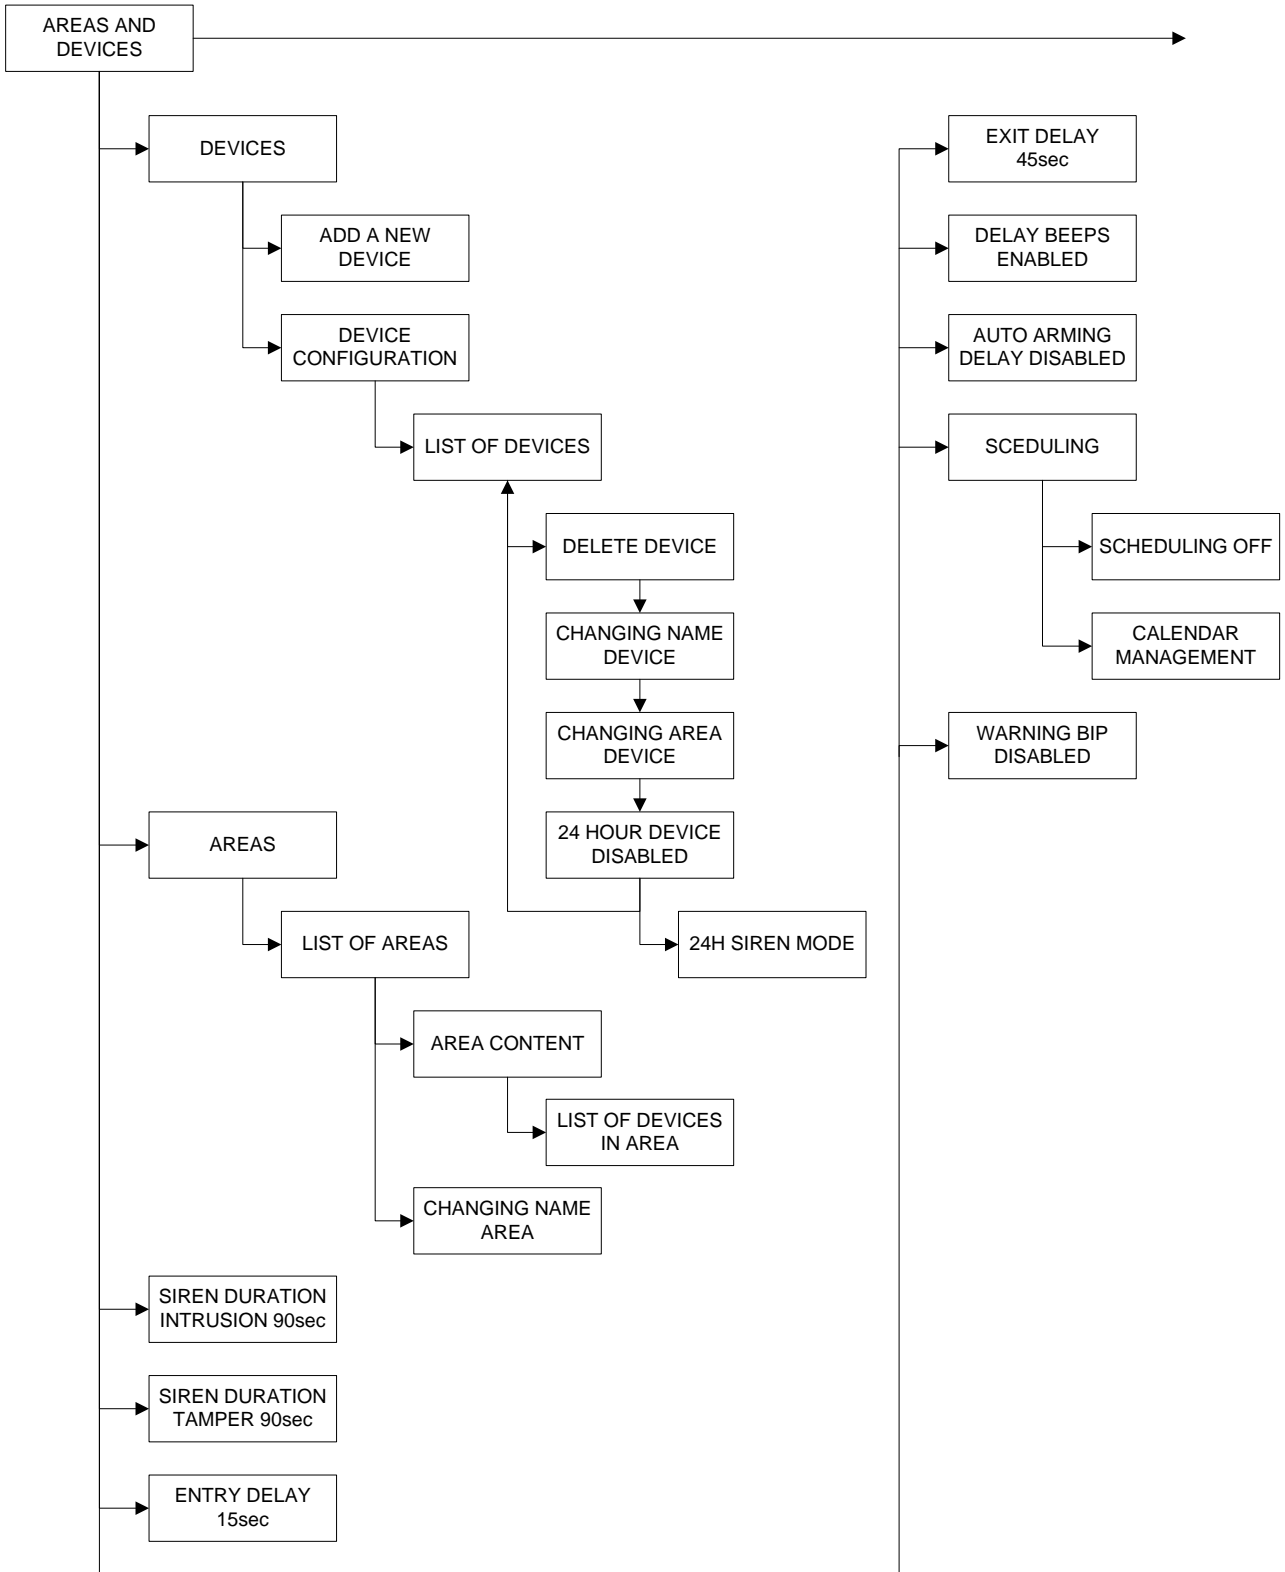 AREAS AND
DEVICES
DEVICES
ADD A NEW
DEVICE
DEVICE
CONFIGURATION
LIST OF DEVICES
DELETE DEVICE
CHANGING NAME
DEVICE
CHANGING AREA
DEVICE
24 HOUR DEVICE
DISABLED
24H SIREN MODE
AREAS
LIST OF AREAS
AREA CONTENT
LIST OF DEVICES
IN AREA
CHANGING NAME
AREA
SIREN DURATION
INTRUSION 90sec
SIREN DURATION
TAMPER 90sec
ENTRY DELAY
15sec
EXIT DELAY
45sec
DELAY BEEPS
ENABLED
AUTO ARMING
DELAY DISABLED
SCEDULING
SCHEDULING OFF
CALENDAR
MANAGEMENT
WARNING BIP
DISABLED